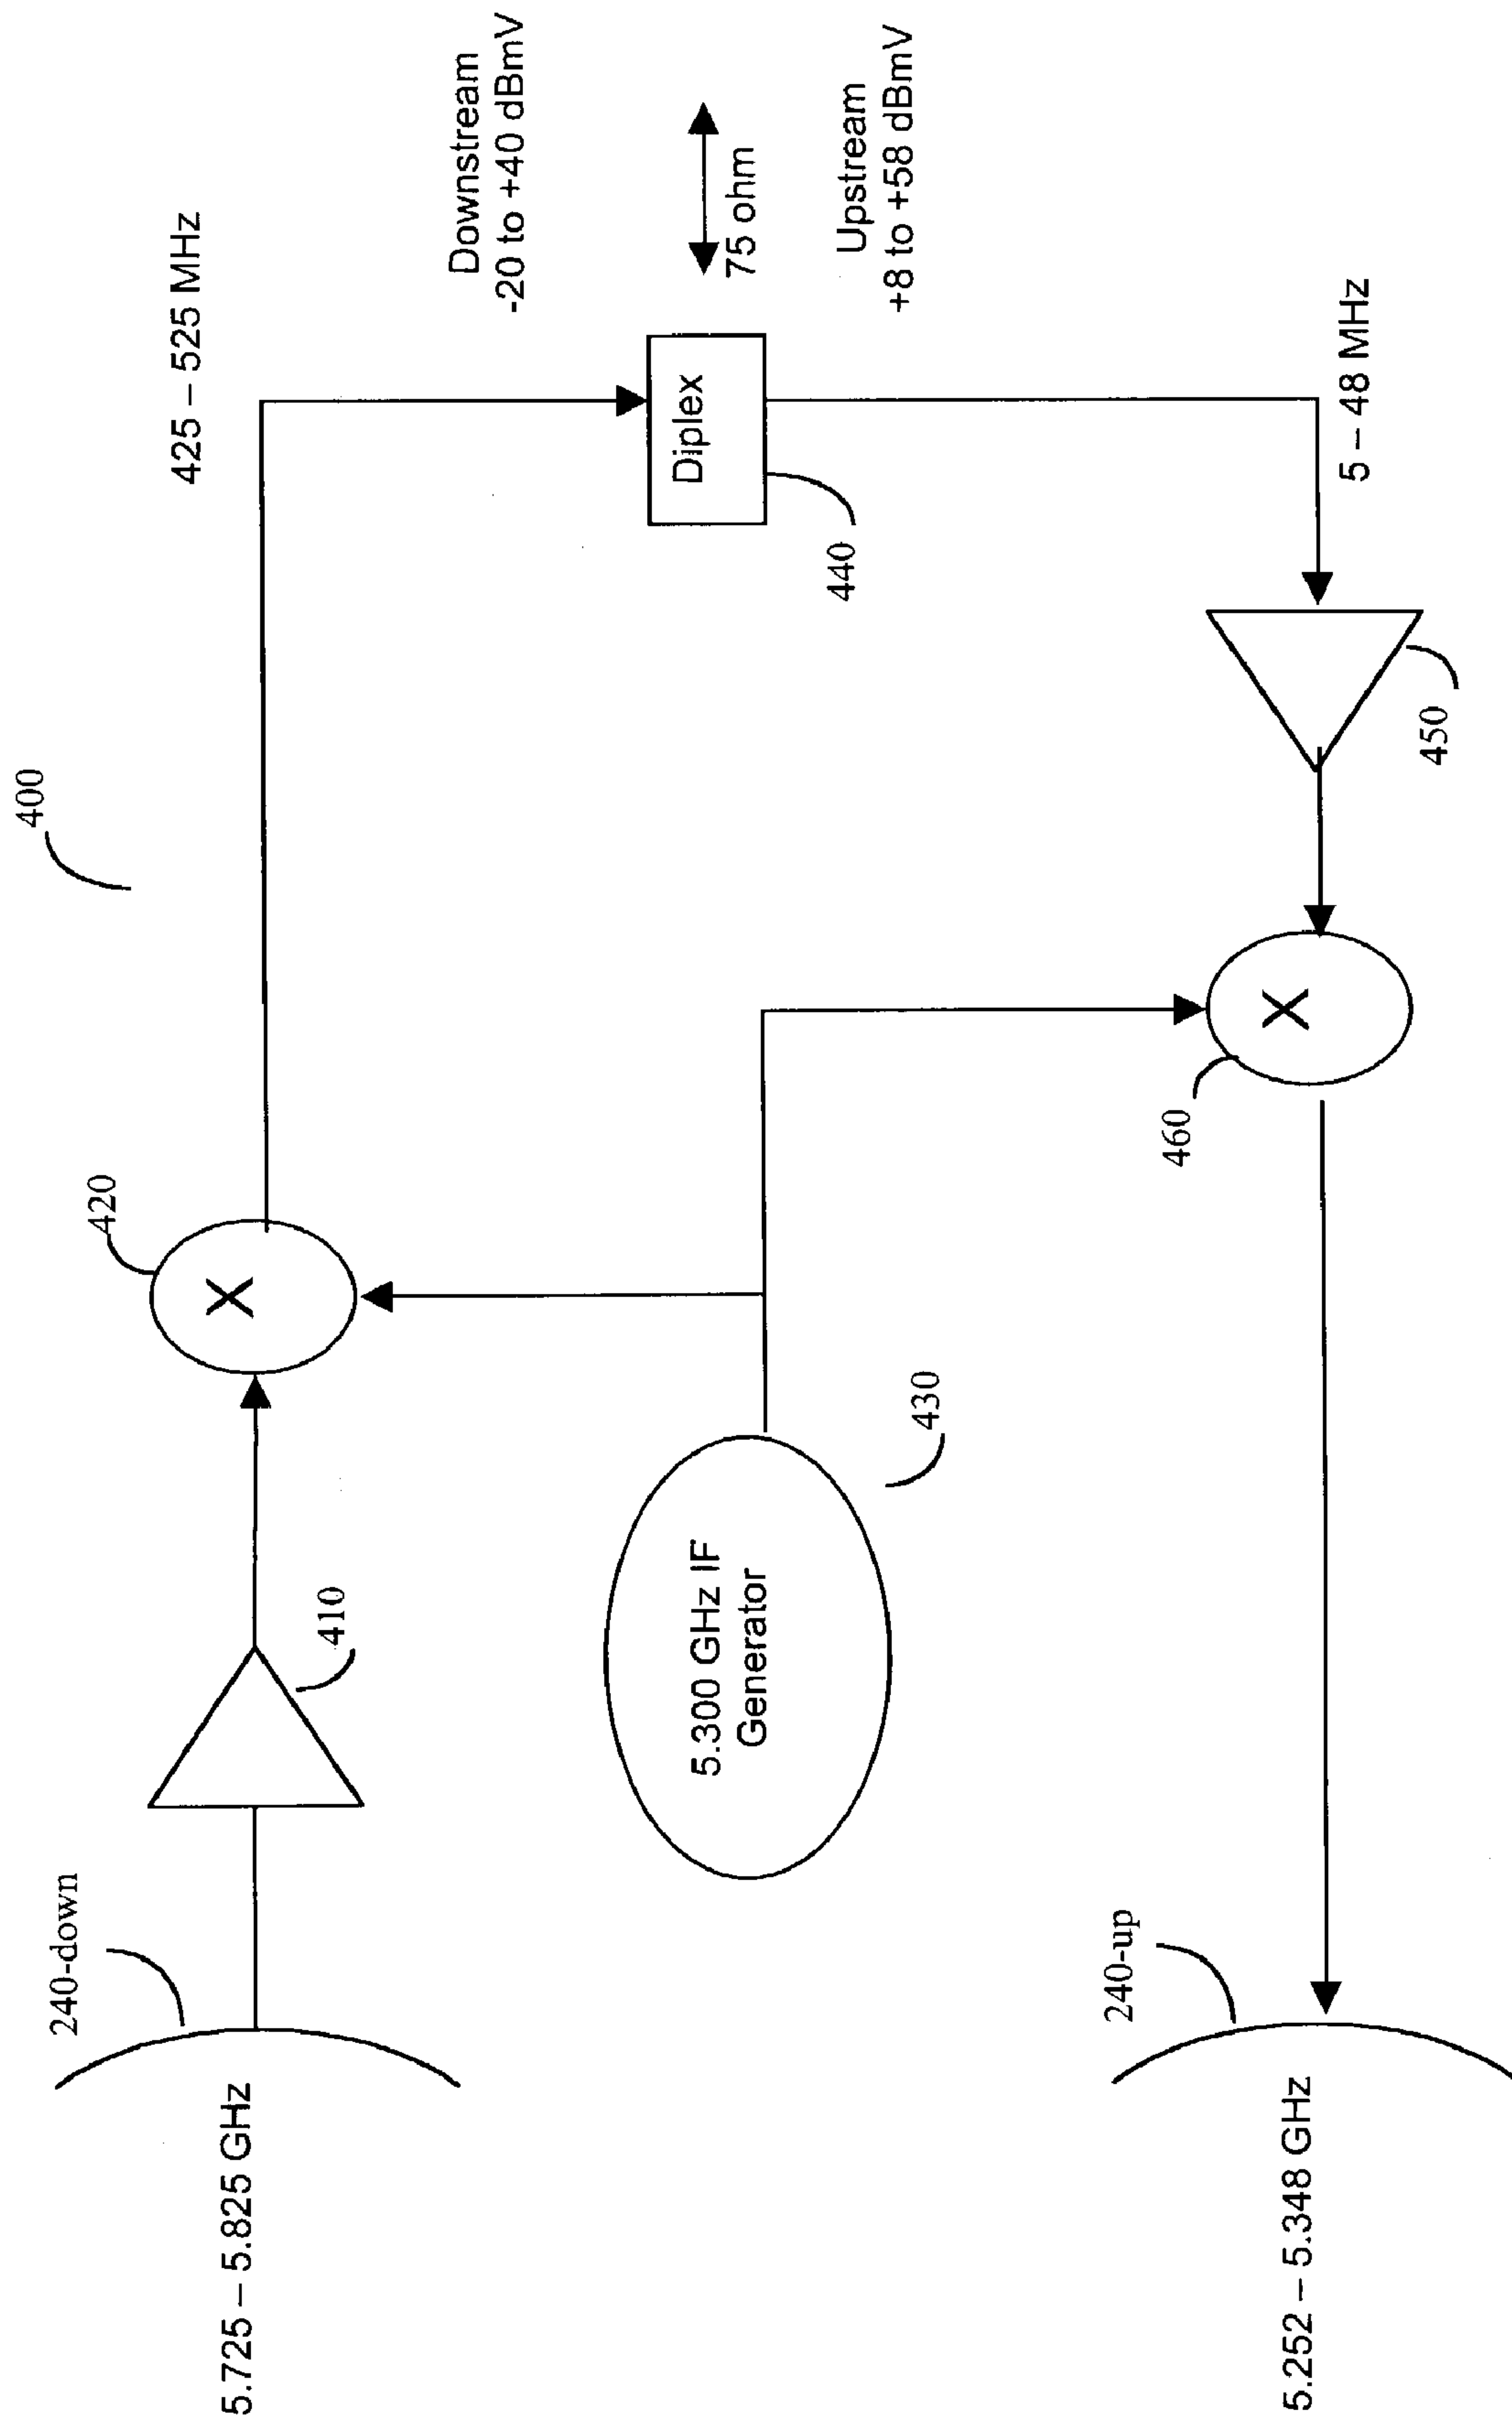 400
240-down
5.725 – 5.825 GHz
410
420
425 – 525 MHz
Downstream
-20 to +40 dBmV
75 ohm
Upstream
+8 to +58 dBmV
Diplex
440
5.300 GHz IF
Generator
430
X
X
460
450
5 – 48 MHz
240-up
5.252 – 5.348 GHz